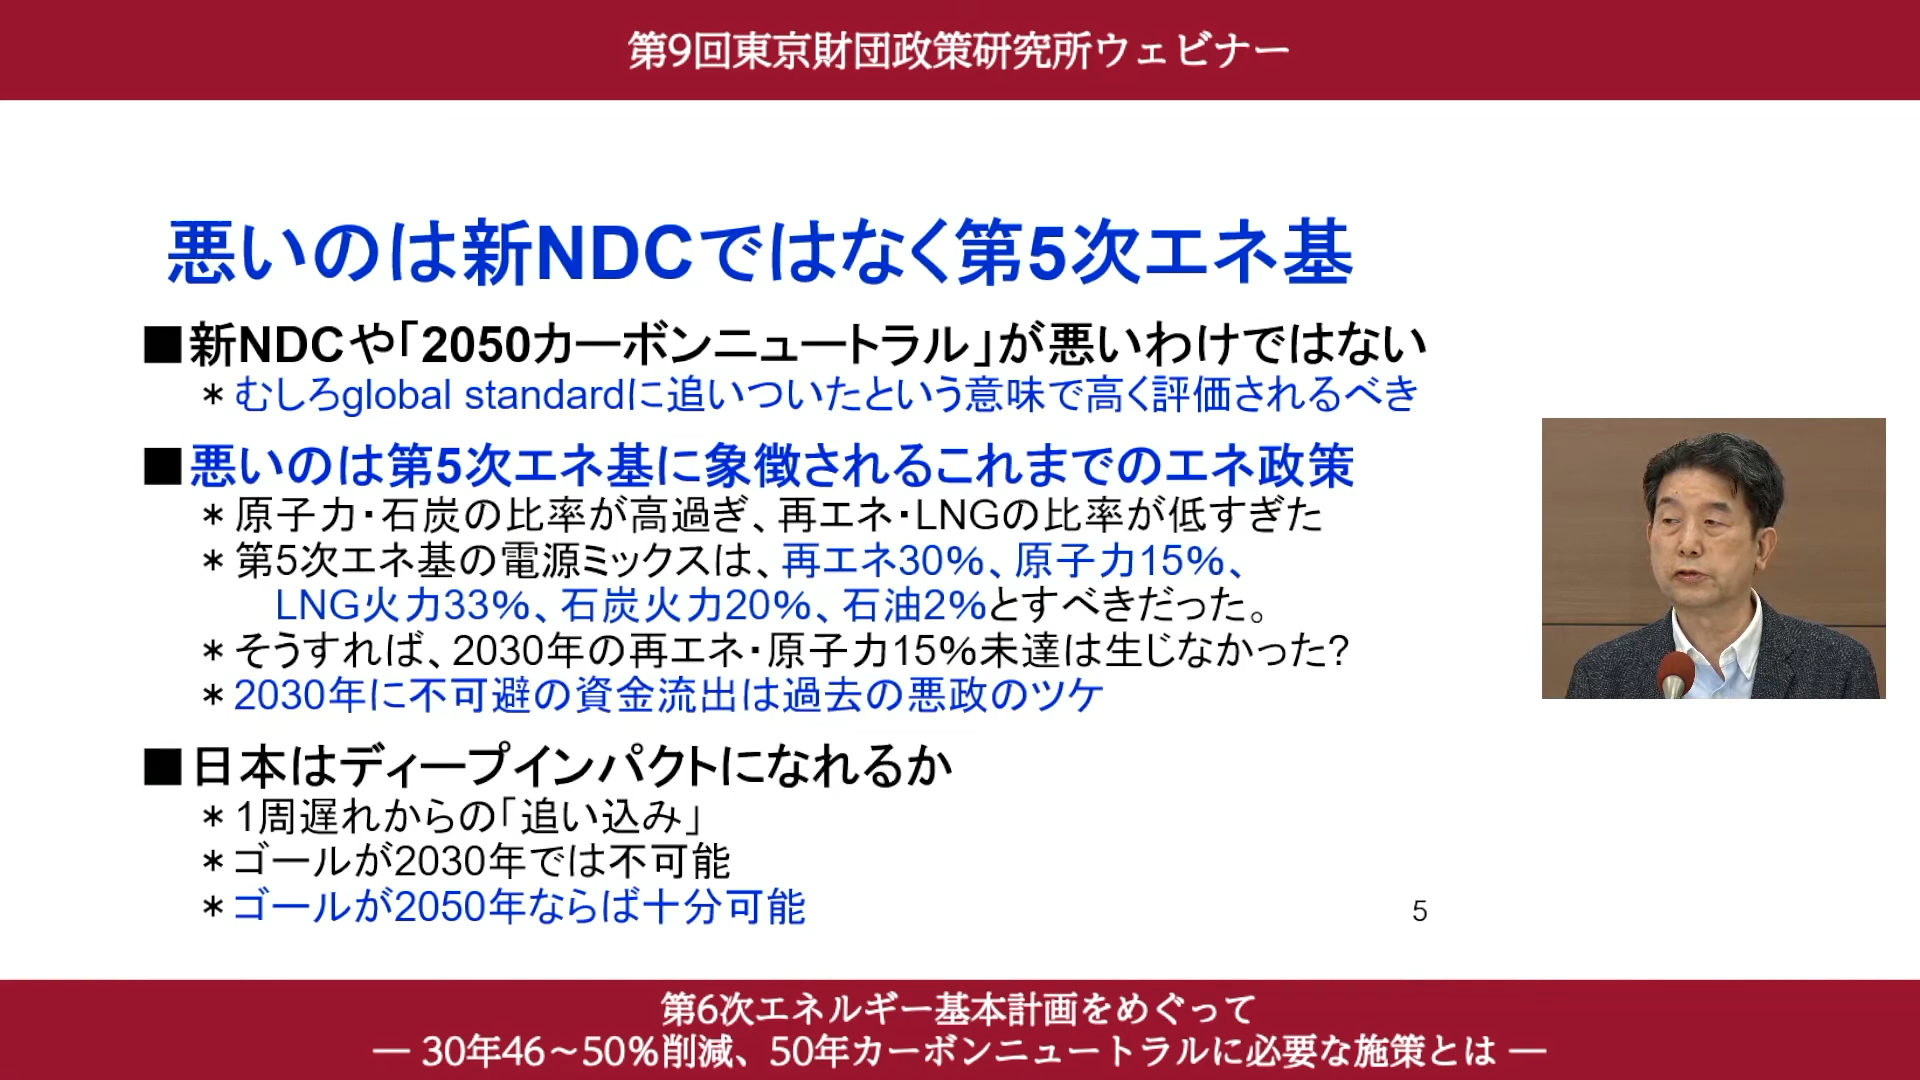 第9回東京財団政策研究所ウェビナー
悪いのは新NDCではなく第5次エネ基
■新NDCや「2050カーボンニュートラル」が悪いわけではない
＊むしろglobal standardに追いついたという意味で高く評価されるべき
■悪いのは第5次エネ基に象徴されるこれまでのエネ政策
＊原子力・石炭の比率が高過ぎ、再エネ・LNGの比率が低すぎた
＊第5次エネ基の電源ミックスは、再エネ30%、原子力15%、
LNG火力33%、石炭火力20%、石油2%とすべきだった。
＊そうすれば、2030年の再エネ・原子力15%未達は生じなかった?
＊2030年に不可避の資金流出は過去の悪政のツケ
■日本はディープインパクトになれるか
＊1周遅れからの「追い込み」
＊ゴールが2030年では不可能
＊ゴールが2050年ならば十分可能
5
第6次エネルギー基本計画をめぐって
― 30年46～50%削減、50年カーボンニュートラルに必要な施策とは ―